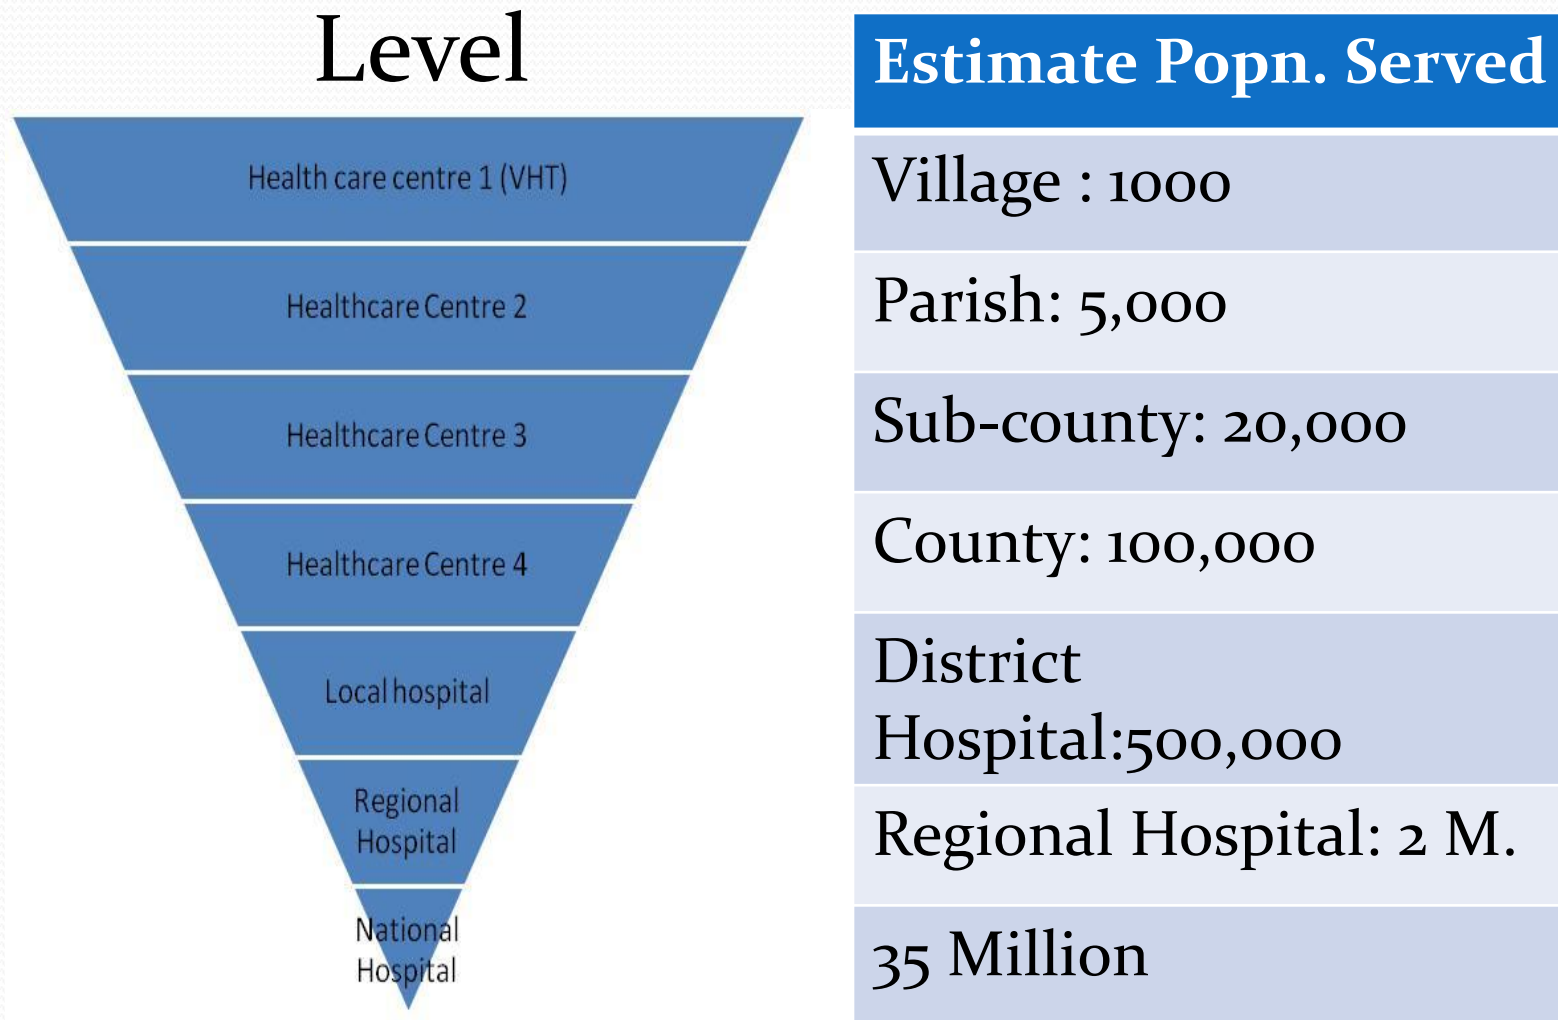 Level
Health care centre 1 (VHT)
Healthcare Centre 2
Healthcare Centre 3
Healthcare Centre 4
Local hospital
Regional
Hospital
National
Hospital
Estimate Popn. Served
Village : 1000
Parish: 5,000
Sub-county: 20,000
County: 100,000
District
Hospital:500,000
Regional Hospital: 2 M.
35 Million